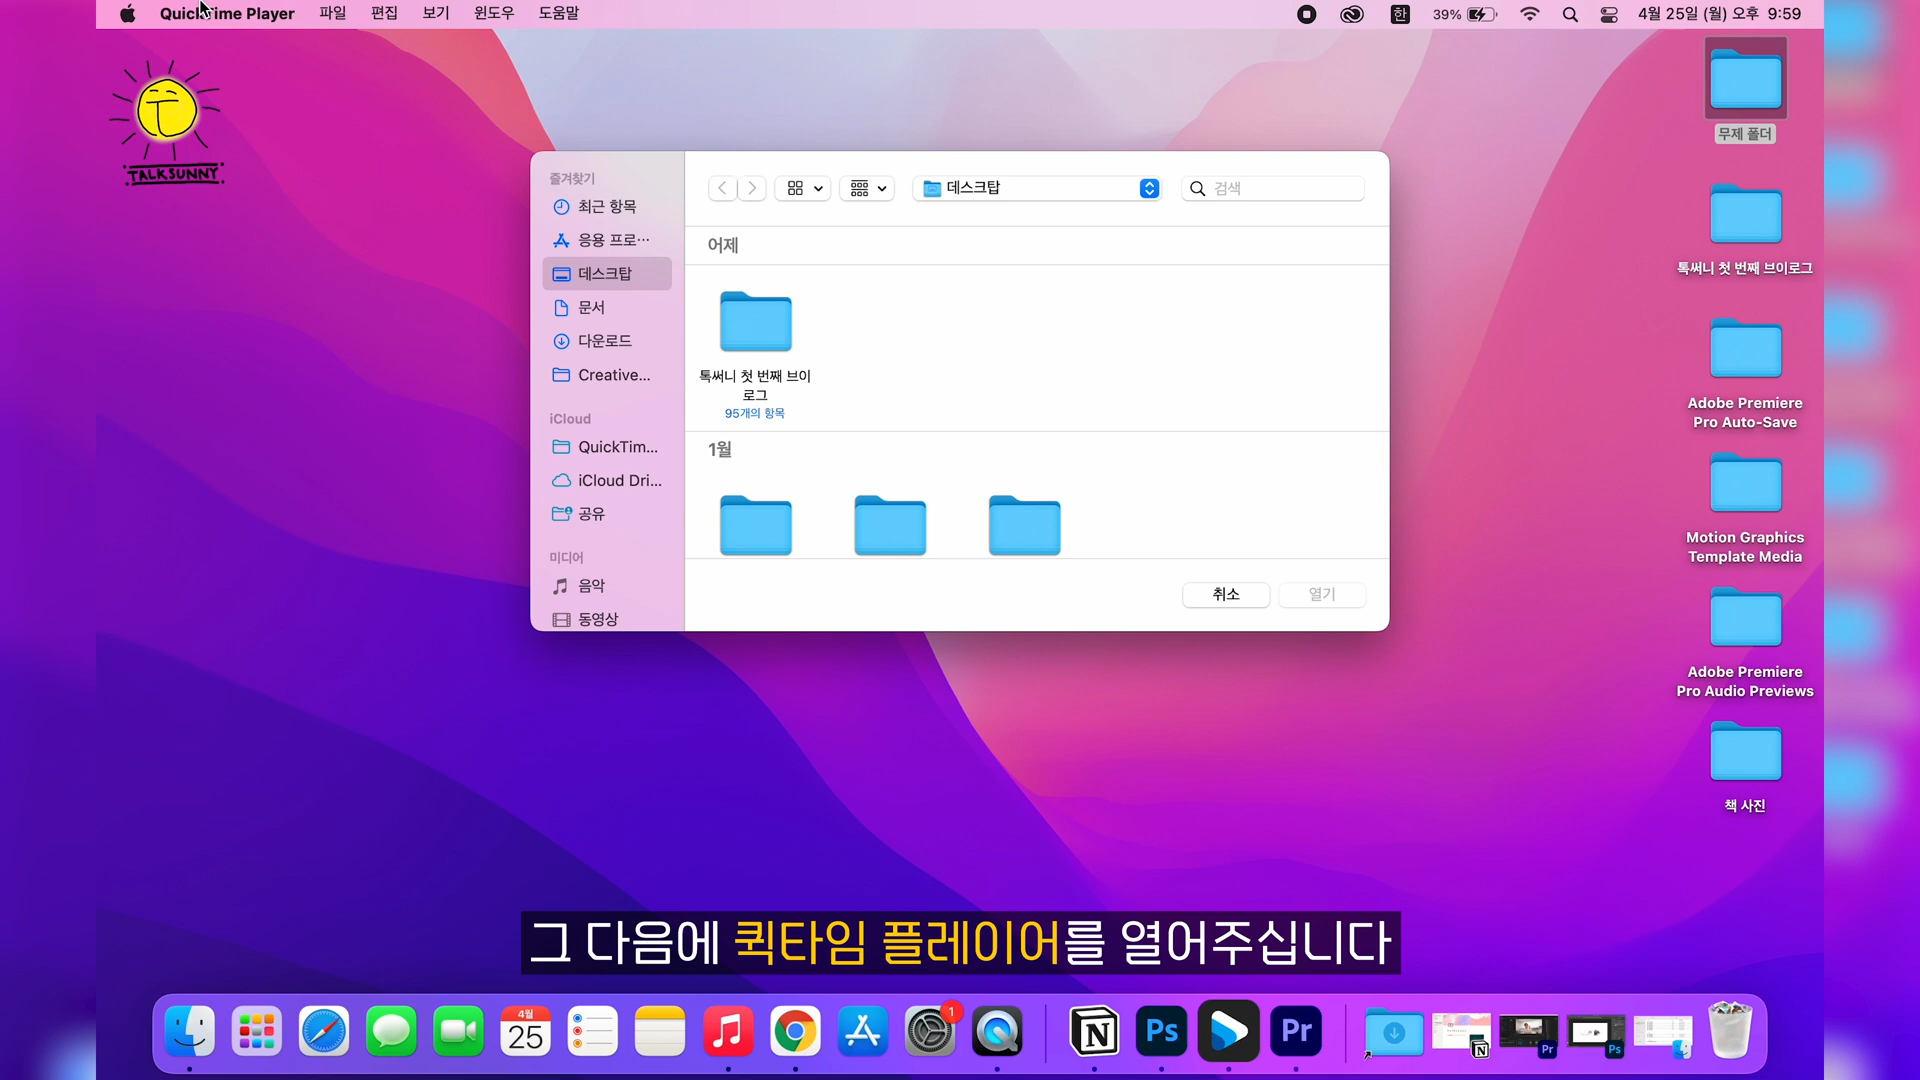 QuickTime Player 파일 편집 보기 윈도우 도움말 한 39% 4월 25일 (월) 오후 9:59
T
TALKSUNNY
즐겨찾기
최근 항목
응용 프로…
데스크탑
문서
다운로드
Creative...
iCloud
QuickTim...
iCloud Dri...
공유
미디어
음악
동영상
데스크탑
검색
어제
톡써니 첫 번째 브이
로그
95개의 항목
1월
취소
열기
무제 폴더
톡써니 첫 번째 브이로그
Adobe Premiere
Pro Auto-Save
Motion Graphics
Template Media
Adobe Premiere
Pro Audio Previews
책 사진
그 다음에 퀵타임 플레이어를 열어주십니다
4월
25
1
N
Ps
Pr
N
Pr
Ps